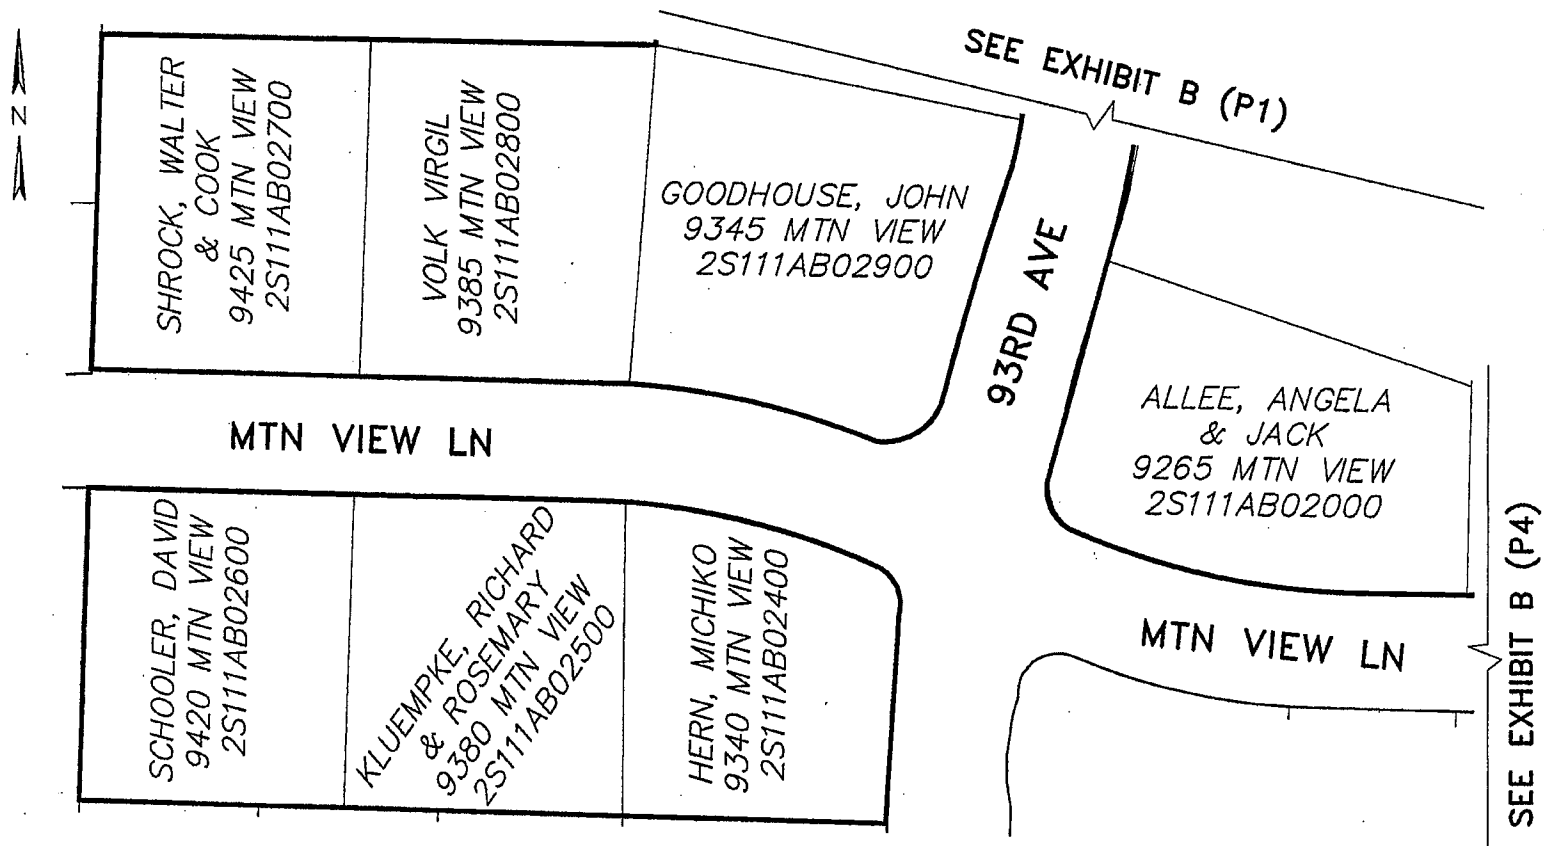 N
SEE EXHIBIT B (P1)
SHROCK, WALTER
& COOK
9425 MTN VIEW
2S111AB02700
VOLK VIRGIL
9385 MTN VIEW
2S111AB02800
GOODHOUSE, JOHN
9345 MTN VIEW
2S111AB02900
93RD AVE
ALLEE, ANGELA
& JACK
9265 MTN VIEW
2S111AB02000
MTN VIEW LN
SCHOOLER, DAVID
9420 MTN VIEW
2S111AB02600
KLUEMPKE, RICHARD
& ROSEMARY
9380 MTN VIEW
2S111AB02500
HERN, MICHIKO
9340 MTN VIEW
2S111AB02400
MTN VIEW LN
SEE EXHIBIT B (P4)